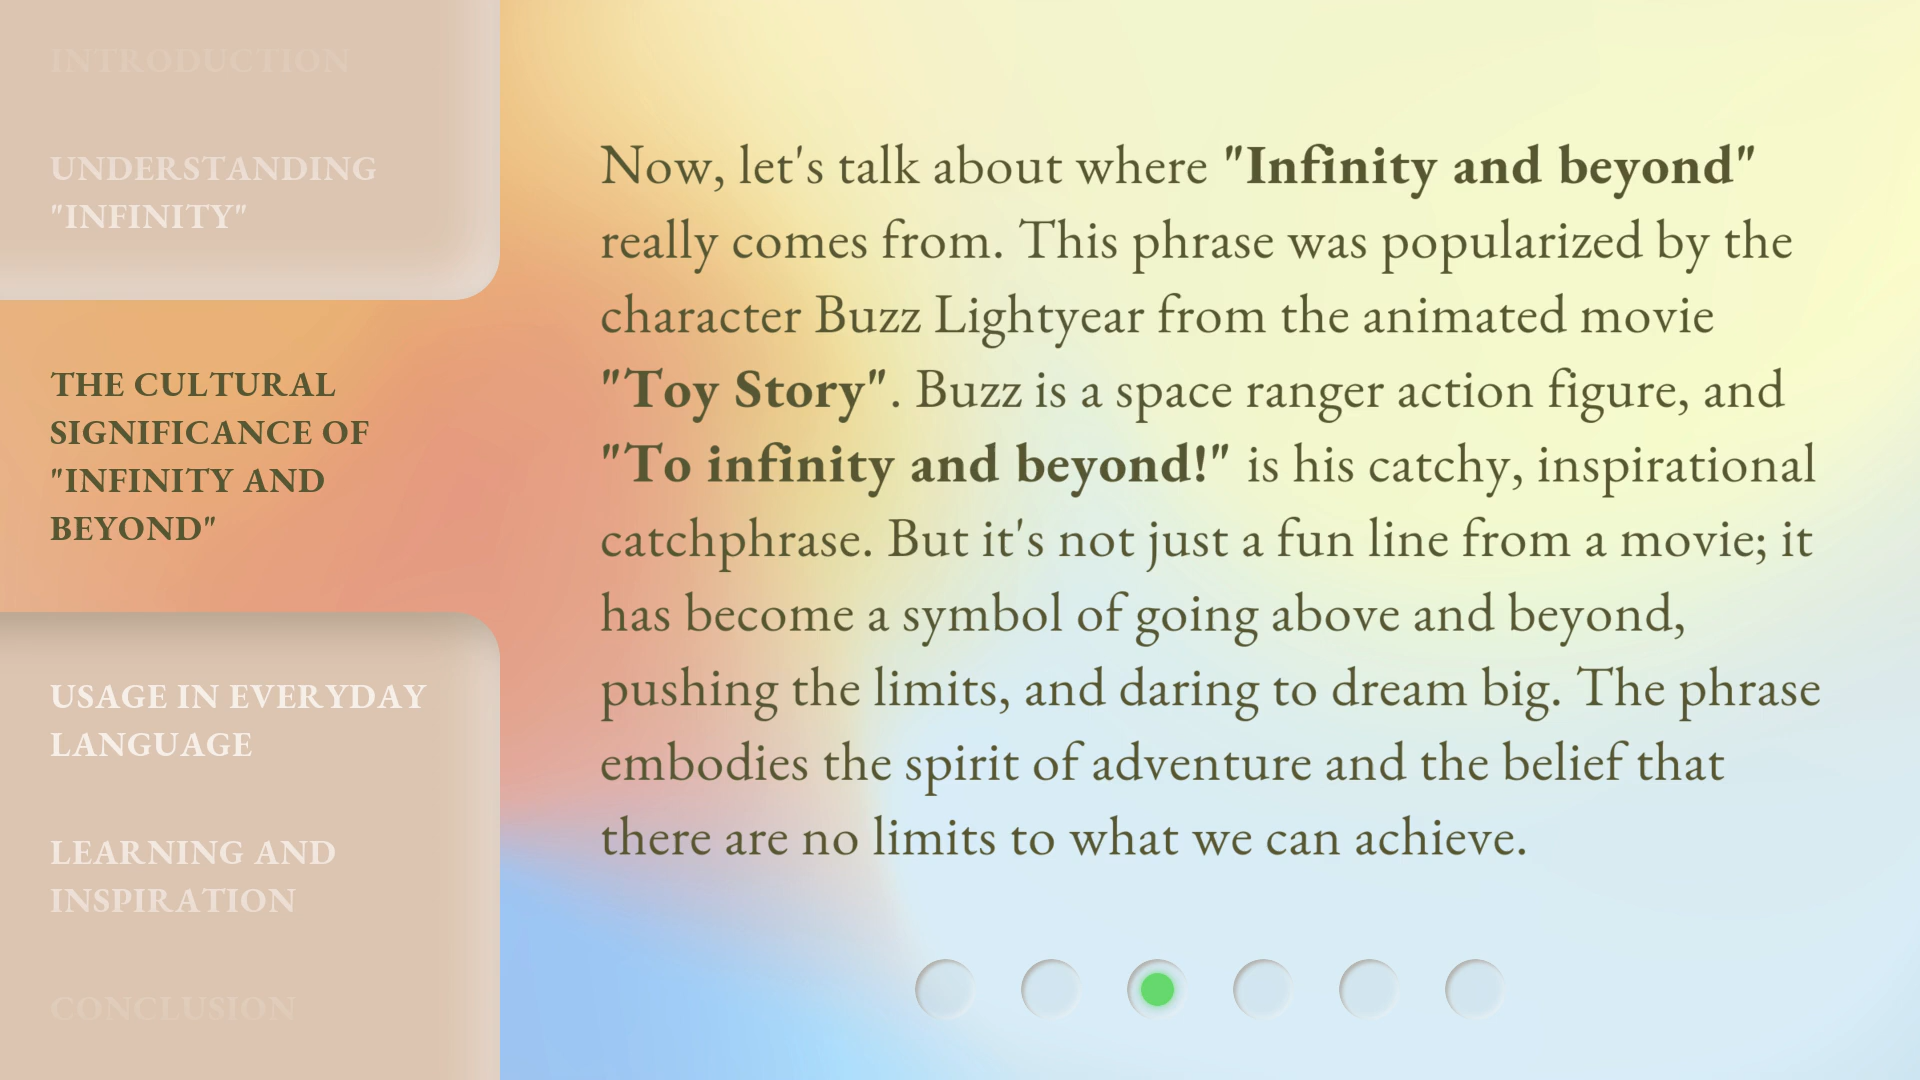 INTRODUCTION
UNDERSTANDING
"INFINITY"
THE CULTURAL
SIGNIFICANCE OF
"INFINITY AND
BEYOND"
USAGE IN EVERYDAY
LANGUAGE
LEARNING AND
INSPIRATION
CONCLUSION
Now, let's talk about where "Infinity and beyond"
really comes from. This phrase was popularized by the
character Buzz Lightyear from the animated movie
"Toy Story". Buzz is a space ranger action figure, and
"To infinity and beyond!" is his catchy, inspirational
catchphrase. But it's not just a fun line from a movie; it
has become a symbol of going above and beyond,
pushing the limits, and daring to dream big. The phrase
embodies the spirit of adventure and the belief that
there are no limits to what we can achieve.